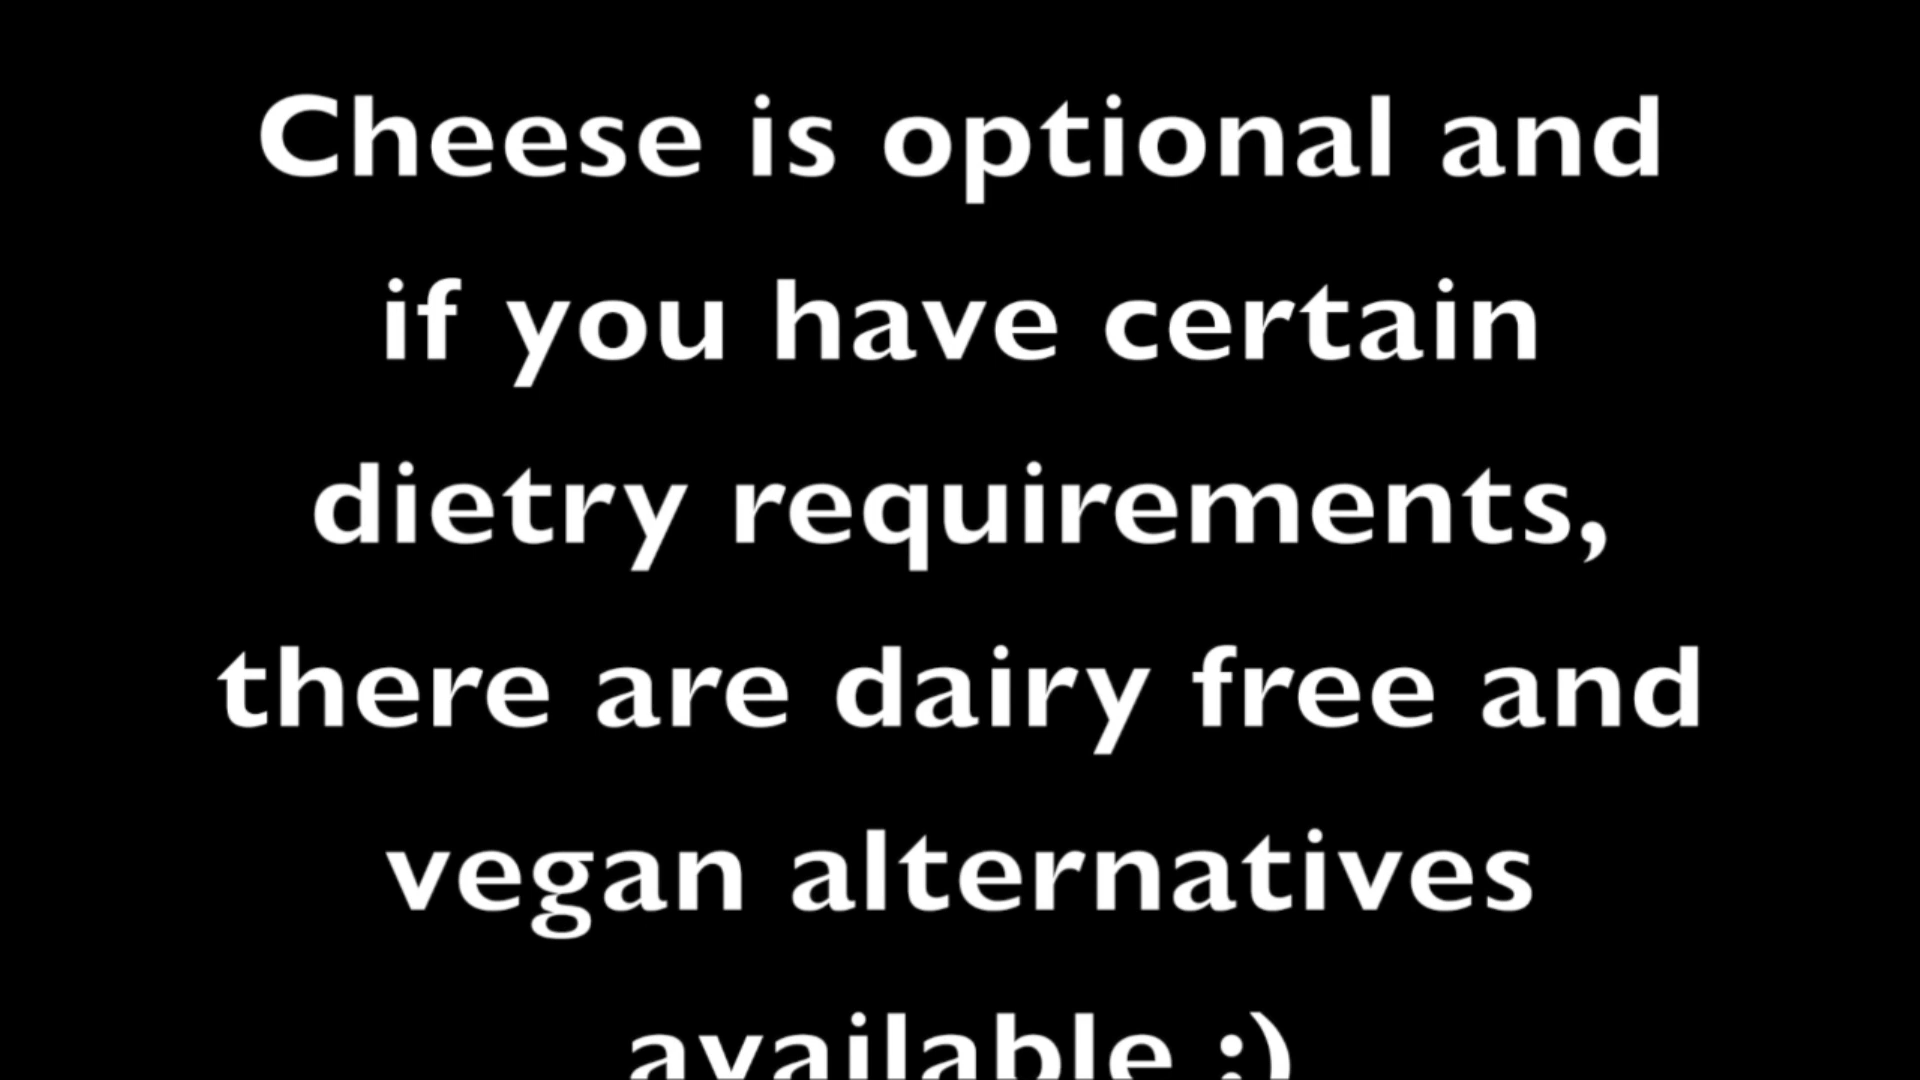 Cheese is optional and
if you have certain
dietry requirements,
there are dairy free and
vegan alternatives
available :)